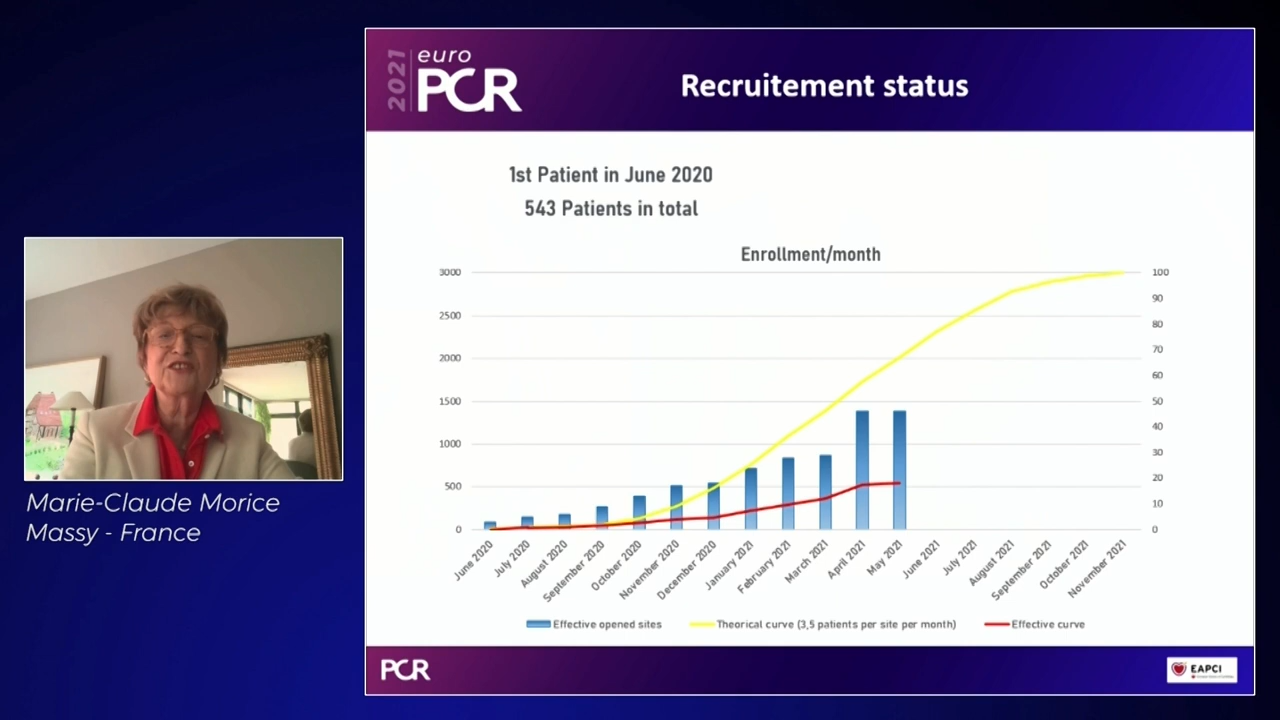 2021
euro
PCR
Recruitement status
1st Patient in June 2020
543 Patients in total
Enrollment/month
3000
2500
2000
1500
1000
500
0
100
90
80
70
60
50
40
30
20
10
0
June 2020
July 2020
August 2020
September 2020
October 2020
November 2020
December 2020
January 2021
February 2021
March 2021
April 2021
May 2021
June 2021
July 2021
August 2021
September 2021
October 2021
November 2021
Effective opened sites
Theorical curve (3,5 patients per site per month)
Effective curve
Marie-Claude Morice
Massy - France
PCR
EAPCI